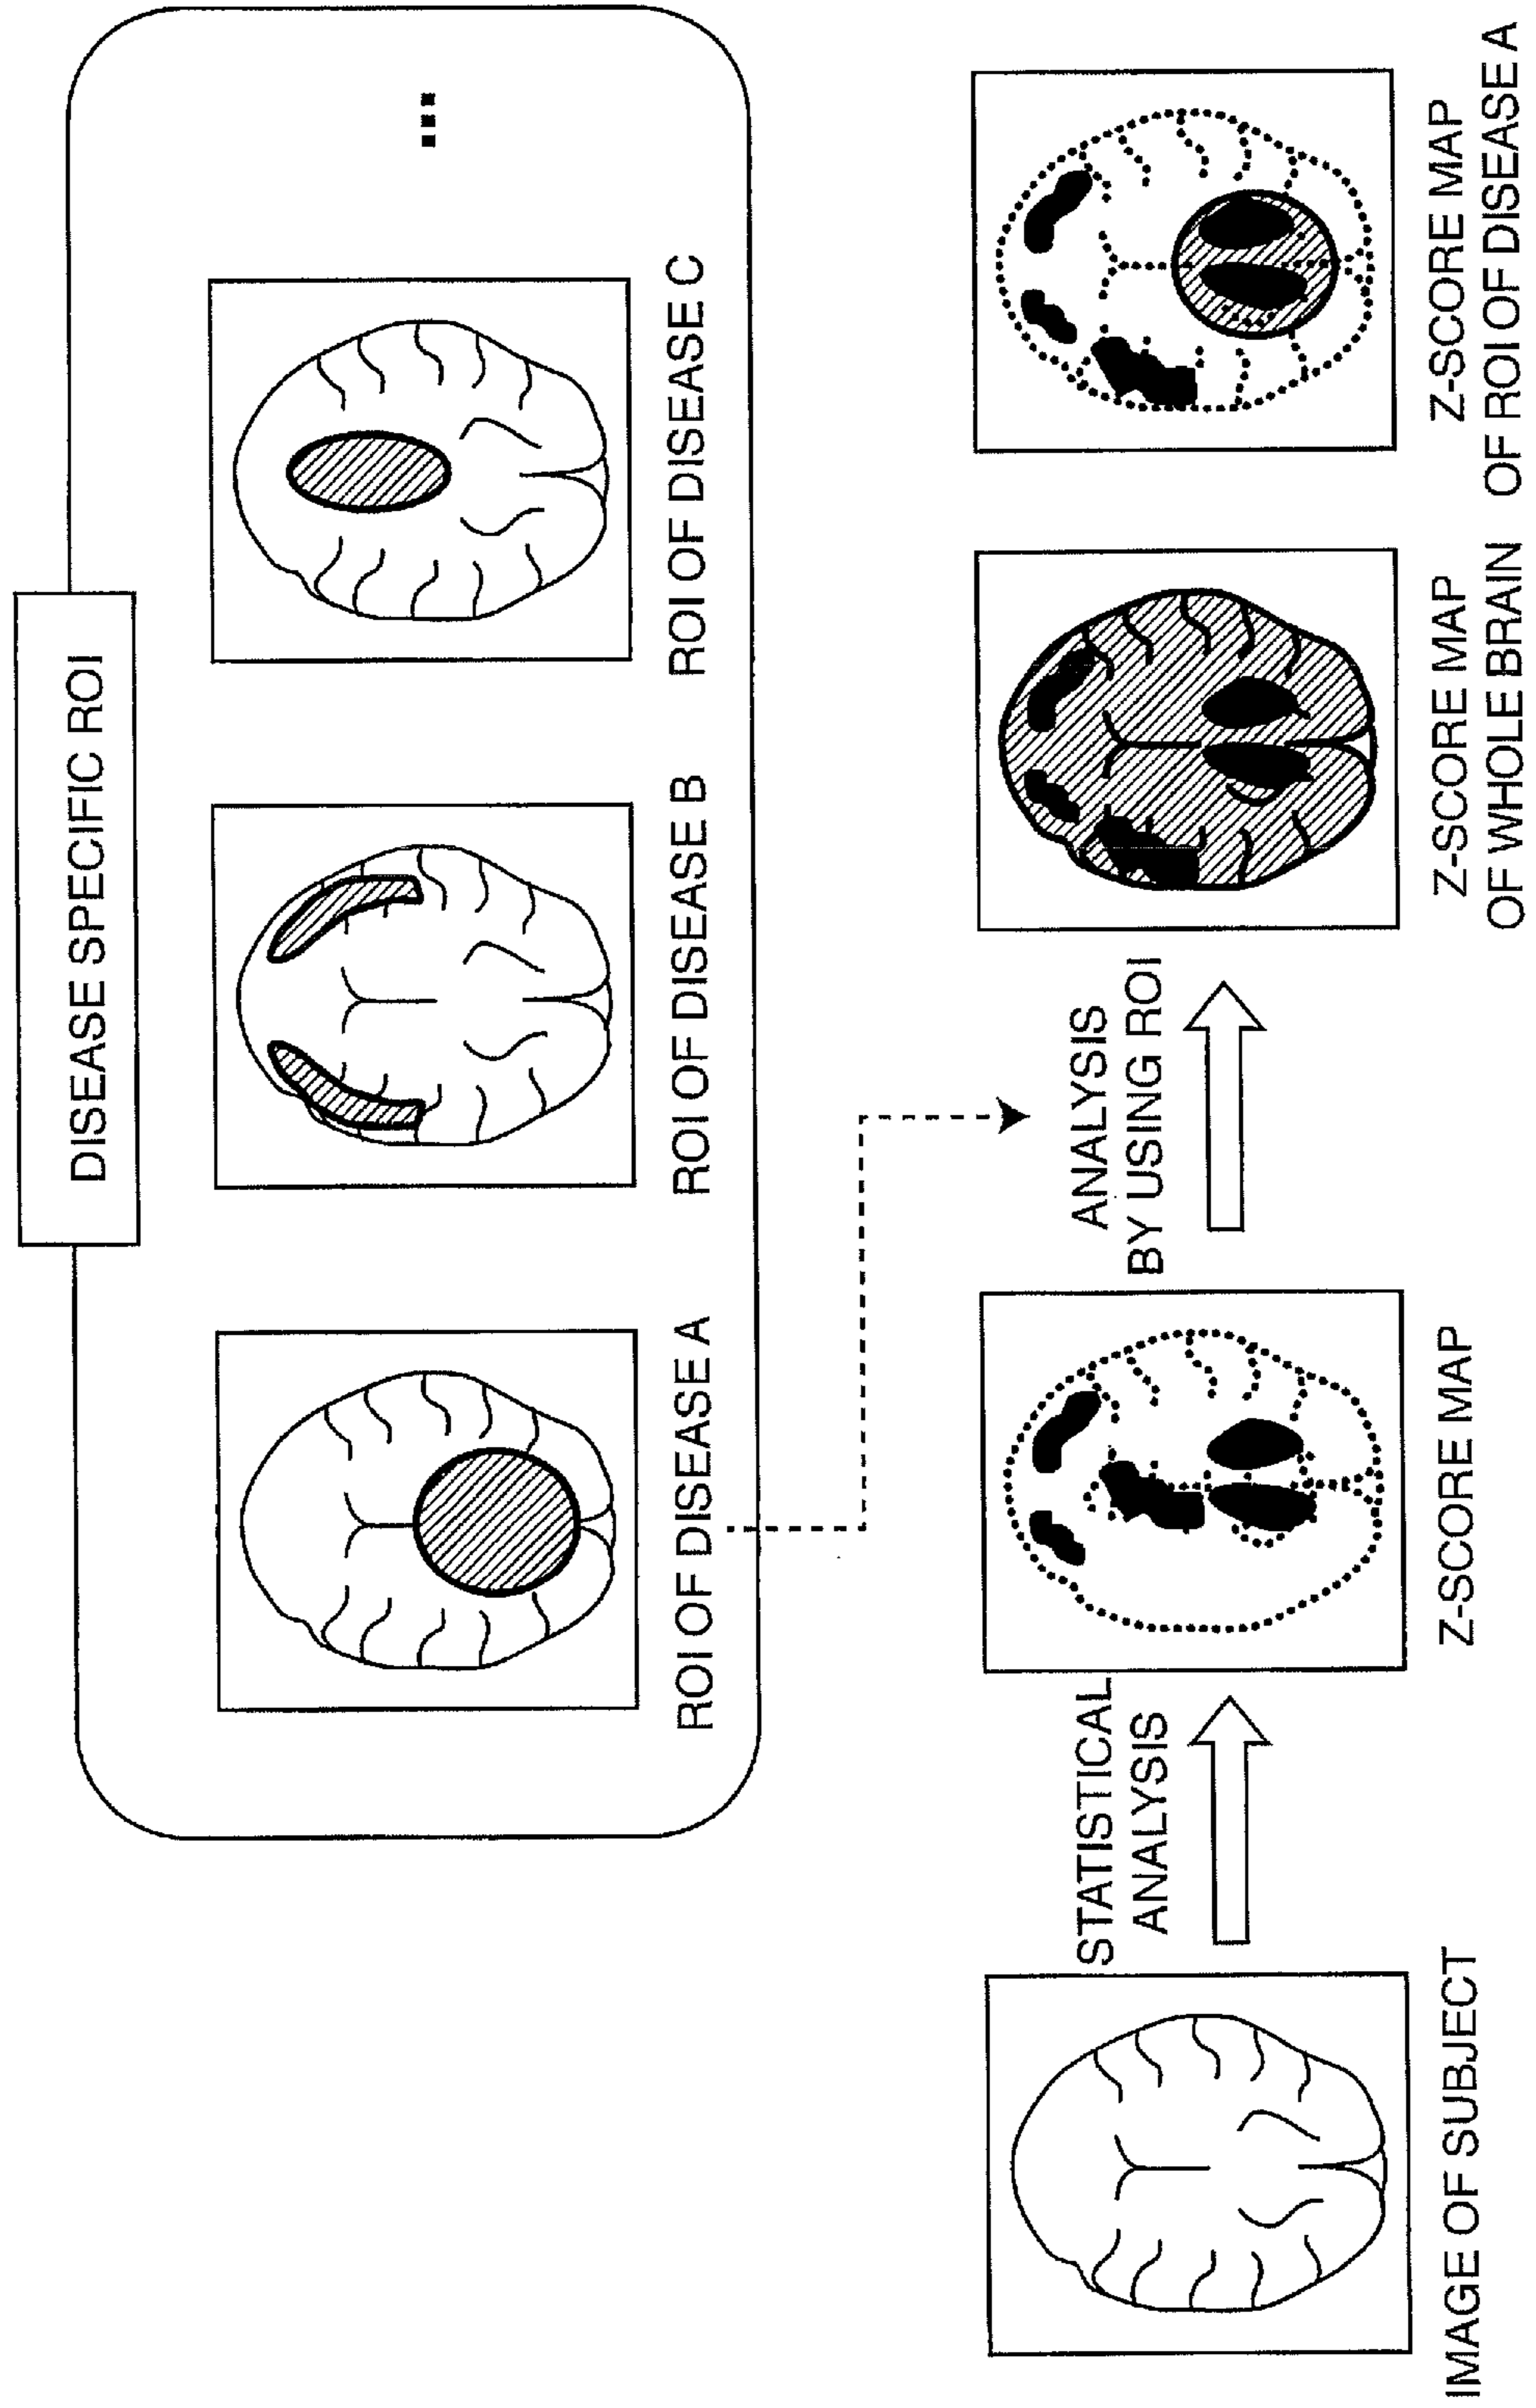 DISEASE SPECIFIC ROI
ROI OF DISEASE A
ROI OF DISEASE B
ROI OF DISEASE C
...
STATISTICAL
ANALYSIS
ANALYSIS
BY USING ROI
IMAGE OF SUBJECT
Z-SCORE MAP
Z-SCORE MAP
OF WHOLE BRAIN
Z-SCORE MAP
OF ROI OF DISEASE A